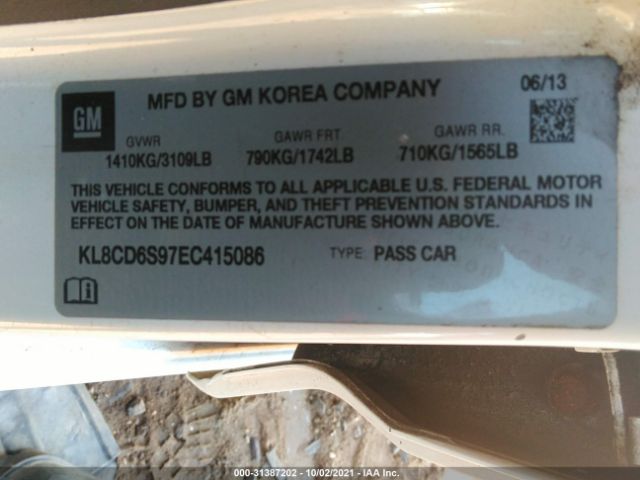 GM
MFD BY GM KOREA COMPANY
06/13
GVWR
GAWR FRT
GAWR RR.
1410KG/3109LB
790KG/1742LB
710KG/1565LB
THIS VEHICLE CONFORMS TO ALL APPLICABLE U.S. FEDERAL MOTOR
VEHICLE SAFETY, BUMPER, AND THEFT PREVENTION STANDARDS IN
EFFECT ON THE DATE OF MANUFACTURE SHOWN ABOVE.
KL8CD6S97EC415086
TYPE: PASS CAR
000-31387202 - 10/02/2021 - IAA Inc.